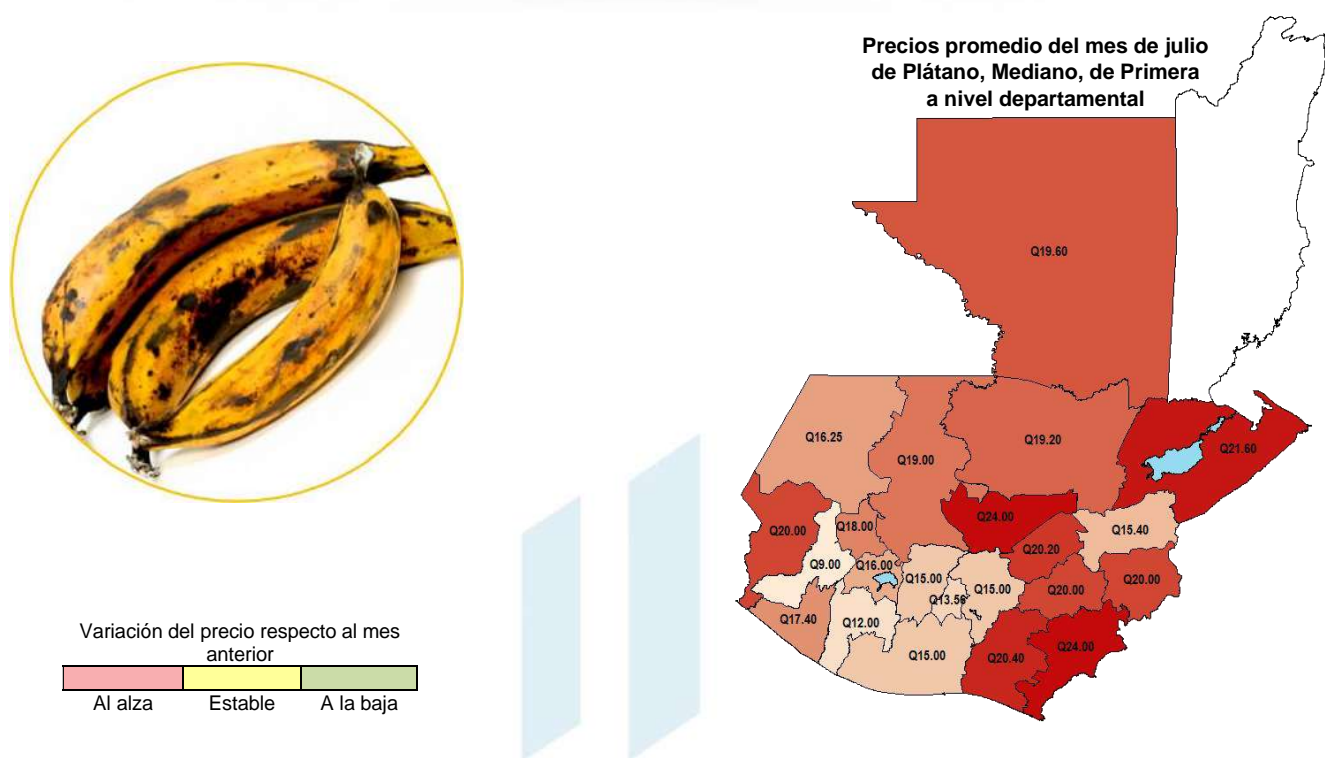 Precios promedio del mes de julio
de Plátano, Mediano, de Primera
a nivel departamental
Q19.60
Q16.25
Q19.00
Q19.20
Q21.60
Q20.00
Q18.00
Q24.00
Q15.40
Q20.20
Q9.00
Q16.00
Q15.00
Q13.56
Q15.00
Q20.00
Q20.00
Q17.40
Q12.00
Q15.00
Q20.40
Q24.00
Variación del precio respecto al mes
anterior
Al alza Estable A la baja